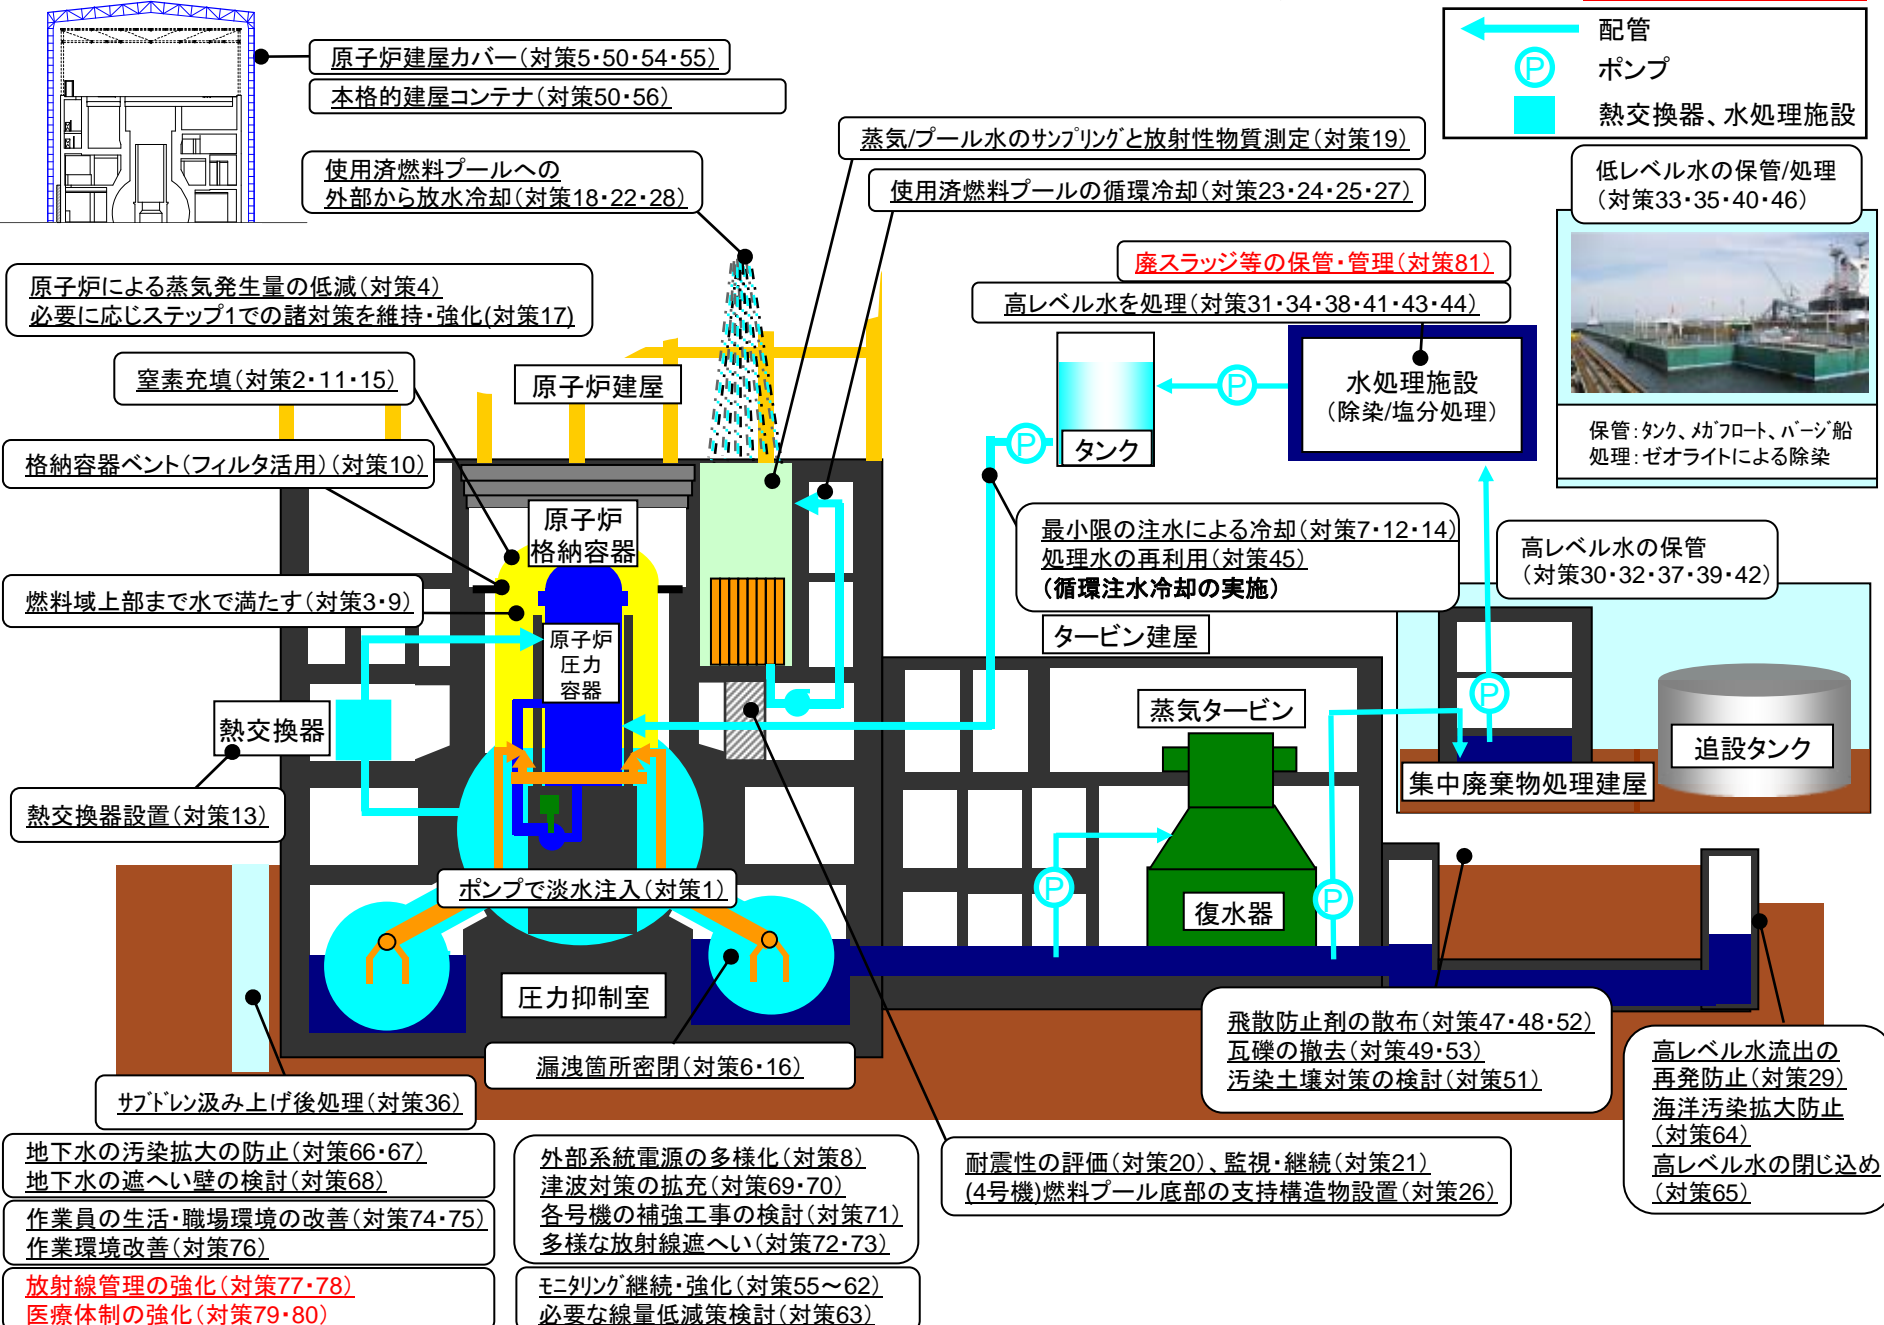 配管
P
ポンプ
熱交換器、水処理施設
原子炉建屋カバー(対策5・50・54・55)
本格的建屋コンテナ(対策50・56)
蒸気/プール水のサンプリングと放射性物質測定(対策19)
使用済燃料プールへの
外部から放水冷却(対策18・22・28)
使用済燃料プールの循環冷却(対策23・24・25・27)
低レベル水の保管/処理
(対策33・35・40・46)
廃スラッジ等の保管・管理(対策81)
高レベル水を処理(対策31・34・38・41・43・44)
原子炉による蒸気発生量の低減(対策4)
必要に応じステップ1での諸対策を維持・強化(対策17)
窒素充填(対策2・11・15)
原子炉建屋
P
水処理施設
(除染/塩分処理)
保管:タンク、メガフロート、バージ船
処理:ゼオライトによる除染
P
タンク
格納容器ベント(フィルタ活用)(対策10)
原子炉
格納容器
最小限の注水による冷却(対策7・12・14)
処理水の再利用(対策45)
(循環注水冷却の実施)
高レベル水の保管
(対策30・32・37・39・42)
燃料域上部まで水で満たす(対策3・9)
原子炉
圧力
容器
タービン建屋
P
熱交換器
蒸気タービン
追設タンク
集中廃棄物処理建屋
熱交換器設置(対策13)
ポンプで淡水注入(対策1)
P
P
復水器
圧力抑制室
飛散防止剤の散布(対策47・48・52)
瓦礫の撤去(対策49・53)
汚染土壌対策の検討(対策51)
漏洩箇所密閉(対策6・16)
高レベル水流出の
再発防止(対策29)
海洋汚染拡大防止
(対策64)
高レベル水の閉じ込め
(対策65)
サブドレン汲み上げ後処理(対策36)
地下水の汚染拡大の防止(対策66・67)
地下水の遮へい壁の検討(対策68)
作業員の生活・職場環境の改善(対策74・75)
作業環境改善(対策76)
放射線管理の強化(対策77・78)
医療体制の強化(対策79・80)
外部系統電源の多様化(対策8)
津波対策の拡充(対策69・70)
各号機の補強工事の検討(対策71)
多様な放射線遮へい(対策72・73)
モニタリング継続・強化(対策55～62)
必要な線量低減策検討(対策63)
耐震性の評価(対策20)、監視・継続(対策21)
(4号機)燃料プール底部の支持構造物設置(対策26)